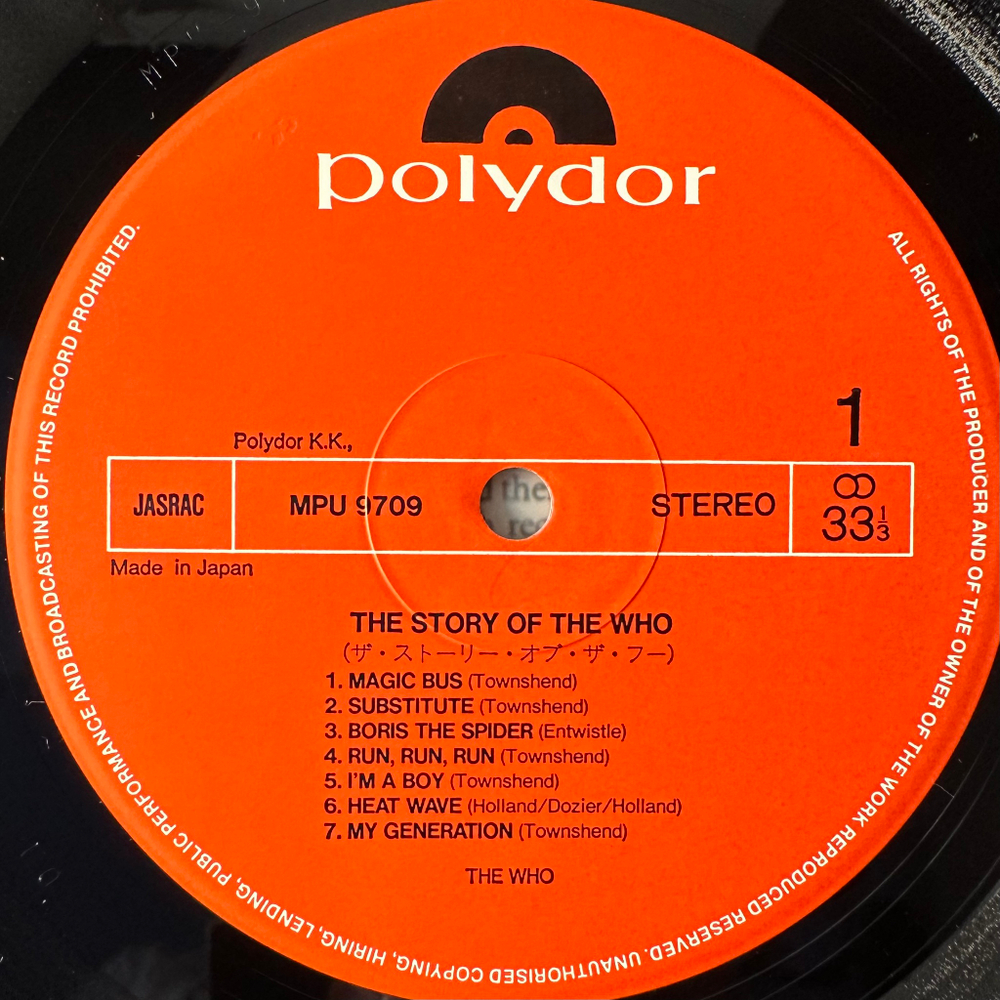 polydor
ALL RIGHTS OF THE PRODUCER AND OF THE OWNER OF THE WORK REPRODUCED RESERVED. UNAUTHORISED COPYING, HIRING, LENDING, PUBLIC PERFORMANCE AND BROADCASTING OF THIS RECORD PROHIBITED.
1
Polydor K.K.,
JASRAC MPU 9709 STEREO 33 1/3
Made in Japan
the
THE STORY OF THE WHO
(ザ・ストーリー・オブ・ザ・フー)
1. MAGIC BUS (Townshend)
2. SUBSTITUTE (Townshend)
3. BORIS THE SPIDER (Entwistle)
4. RUN, RUN, RUN (Townshend)
5. I'M A BOY (Townshend)
6. HEAT WAVE (Holland/Dozier/Holland)
7. MY GENERATION (Townshend)
THE WHO